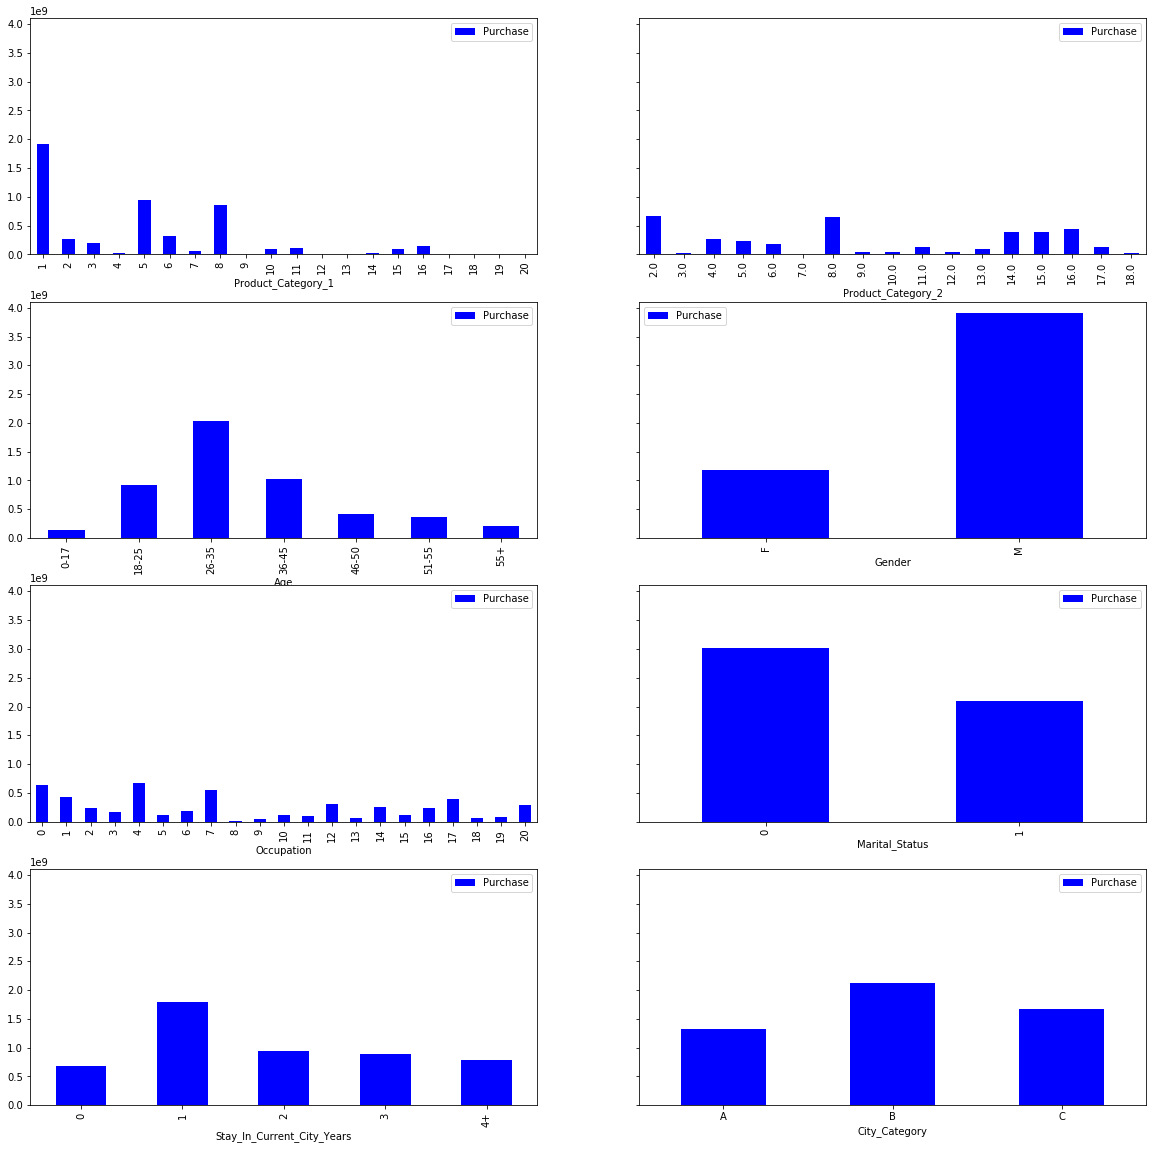 1e9
Purchase
4.0
3.5
3.0
2.5
2.0
1.5
1.0
0.5
0.0
1 2 3 4 5 6 7 8 9 10 11 12 13 14 15 16 17 18 19 20
Product_Category_1
Purchase
2.0 3.0 4.0 5.0 6.0 7.0 8.0 9.0 10.0 11.0 12.0 13.0 14.0 15.0 16.0 17.0 18.0
Product_Category_2
1e9
Purchase
4.0
3.5
3.0
2.5
2.0
1.5
1.0
0.5
0.0
0-17 18-25 26-35 36-45 46-50 51-55 55+
Age
Purchase
F M
Gender
1e9
Purchase
4.0
3.5
3.0
2.5
2.0
1.5
1.0
0.5
0.0
0 1 2 3 4 5 6 7 8 9 10 11 12 13 14 15 16 17 18 19 20
Occupation
Purchase
0 1
Marital_Status
1e9
Purchase
4.0
3.5
3.0
2.5
2.0
1.5
1.0
0.5
0.0
0 1 2 3 4+
Stay_In_Current_City_Years
Purchase
A B C
City_Category